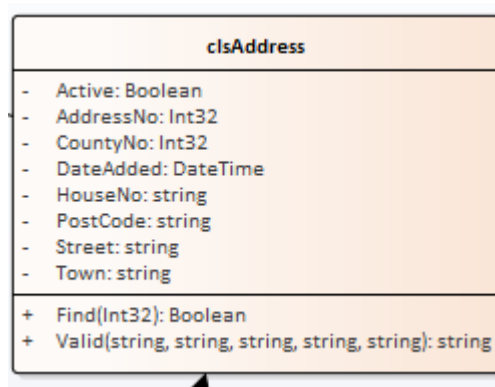 clsAddress
- Active: Boolean
- AddressNo: Int32
- CountyNo: Int32
- DateAdded: DateTime
- HouseNo: string
- PostCode: string
- Street: string
- Town: string
+ Find(Int32): Boolean
+ Valid(string, string, string, string, string): string